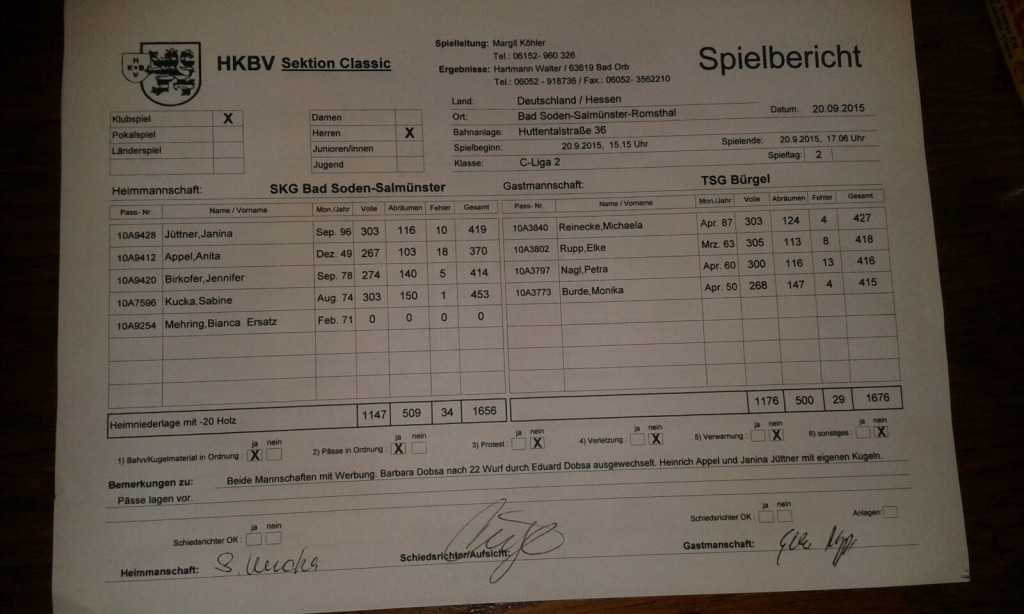 HKBV Sektion Classic
Spielleitung: Margit Köhler
Tel.: 06152- 960 326
Ergebnisse: Hartmann Walter / 63619 Bad Orb
Tel.: 06052 - 918736 / Fax.: 06052- 3562210
Spielbericht
Klubspiel X
Pokalspiel
Länderspiel
Damen
Herren X
Junioren/innen
Jugend
Land: Deutschland / Hessen
Ort: Bad Soden-Salmünster-Romsthal Datum: 20.09.2015
Bahnanlage: Huttentalstraße 36
Spielbeginn: 20.9.2015, 15.15 Uhr Spielende: 20.9.2015, 17.06 Uhr
Klasse: C-Liga 2 Spieltag: 2
Heimmannschaft: SKG Bad Soden-Salmünster
Pass- Nr. Name / Vorname Mon./Jahr Volle Abräumen Fehler Gesamt
10A9428 Jüttner,Janina Sep. 96 303 116 10 419
10A9412 Appel,Anita Dez. 49 267 103 18 370
10A9420 Birkofer,Jennifer Sep. 78 274 140 5 414
10A7596 Kucka,Sabine Aug. 74 303 150 1 453
10A9254 Mehring,Bianca Ersatz Feb. 71 0 0 0 0
Heimniederlage mit -20 Holz 1147 509 34 1656
Gastmannschaft: TSG Bürgel
Pass- Nr. Name / Vorname Mon./Jahr Volle Abräumen Fehler Gesamt
10A3840 Reinecke,Michaela Apr. 87 303 124 4 427
10A3802 Rupp,Elke Mrz. 63 305 113 8 418
10A3797 Nagl,Petra Apr. 60 300 116 13 416
10A3773 Burde,Monika Apr. 50 268 147 4 415
1176 500 29 1676
1) Bahn/Kugelmaterial in Ordnung : ja X nein
2) Pässe in Ordnung : ja X nein
3) Protest ja nein X
4) Verletzung : ja nein X
5) Verwarnung : ja nein X
6) sonstiges : ja nein X
Bemerkungen zu: Beide Mannschaften mit Werbung. Barbara Dobsa nach 22 Wurf durch Eduard Dobsa ausgewechselt. Heinrich Appel und Janina Jüttner mit eigenen Kugeln.
Pässe lagen vor.
Schiedsrichter OK : ja nein
Schiedsrichter OK : ja nein Anlagen:
Heimmanschaft: S. Kucka
Schiedsrichter/Aufsicht:
Gastmanschaft: Elke Rupp